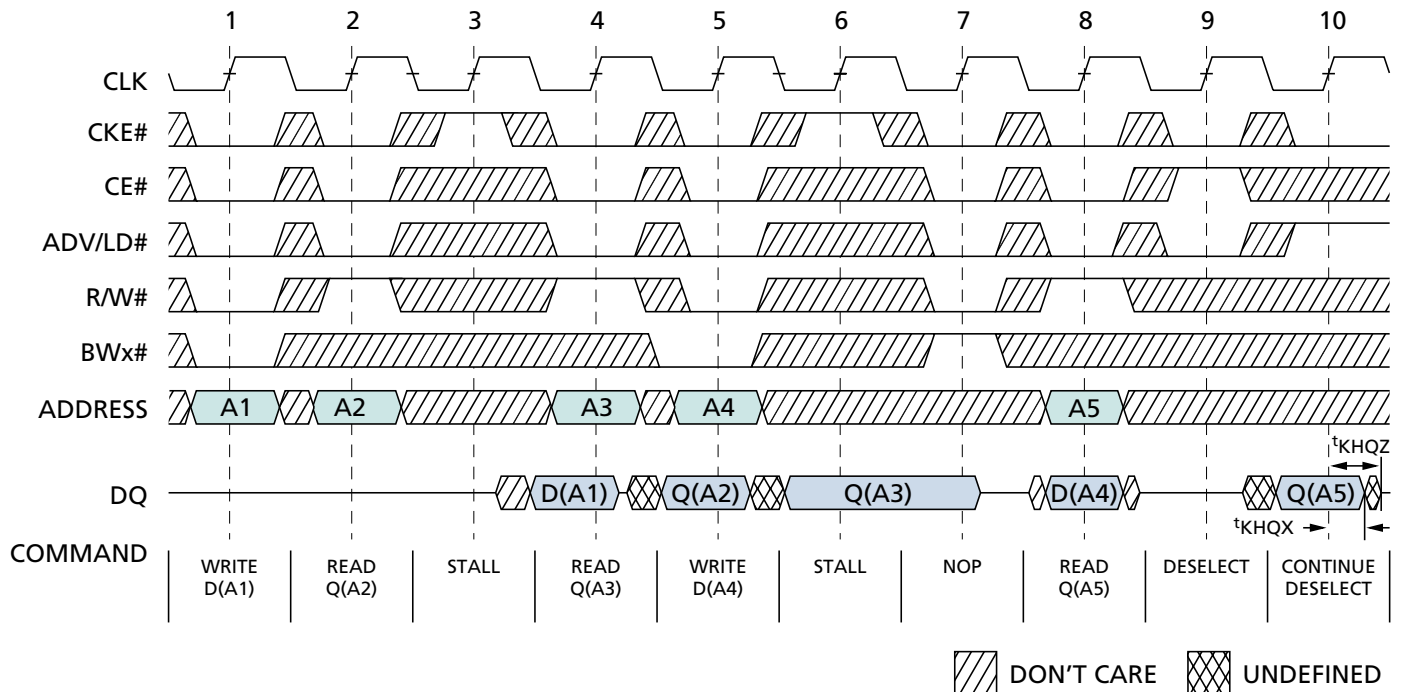 1 2 3 4 5 6 7 8 9 10
CLK
CKE#
CE#
ADV/LD#
R/W#
BWx#
ADDRESS A1 A2 A3 A4 A5
tKHQZ
DQ D(A1) Q(A2) Q(A3) D(A4) Q(A5)
tKHQX
COMMAND WRITE READ STALL READ WRITE STALL NOP READ DESELECT CONTINUE
D(A1) Q(A2) Q(A3) D(A4) Q(A5) DESELECT
DON'T CARE UNDEFINED